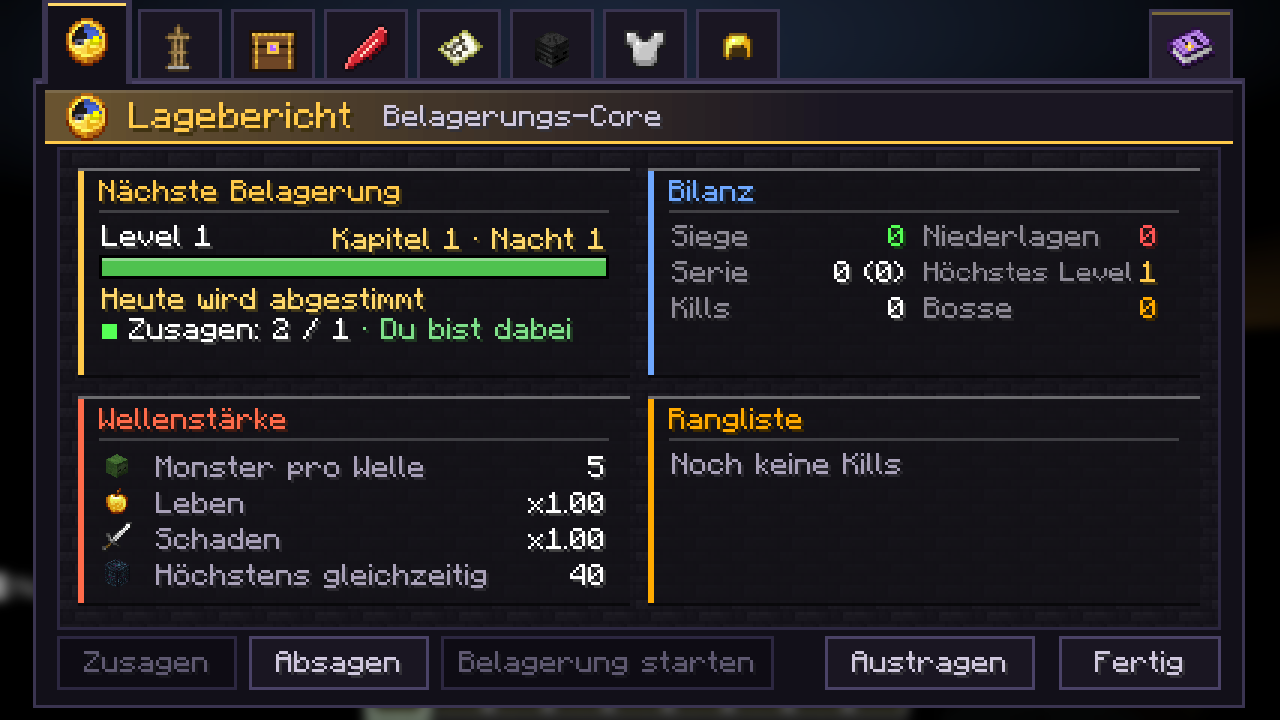 Lagebericht Belagerungs-Core
Nächste Belagerung
Level 1 Kapitel 1 · Nacht 1
Heute wird abgestimmt
Zusagen: 2 / 1 · Du bist dabei
Bilanz
Siege 0 Niederlagen 0
Serie 0 (0) Höchstes Level 1
Kills 0 Bosse 0
Wellenstärke
Monster pro Welle 5
Leben x1.00
Schaden x1.00
Höchstens gleichzeitig 40
Rangliste
Noch keine Kills
Zusagen Absagen Belagerung starten Austragen Fertig